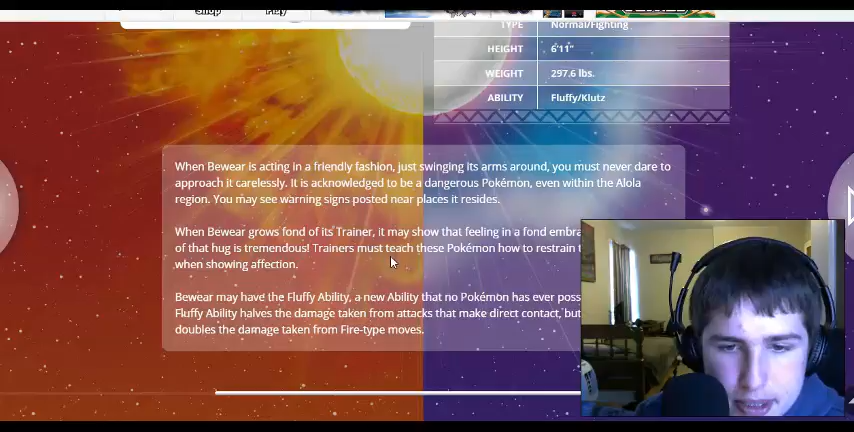 Shop Play
TYPE Normal/Fighting
HEIGHT 6'11"
WEIGHT 297.6 lbs.
ABILITY Fluffy/Klutz
When Bewear is acting in a friendly fashion, just swinging its arms around, you must never dare to
approach it carelessly. It is acknowledged to be a dangerous Pokémon, even within the Alola
region. You may see warning signs posted near places it resides.
When Bewear grows fond of its Trainer, it may show that feeling in a fond
of that hug is tremendous! Trainers must teach these Pokémon how to restrain
when showing affection.
Bewear may have the Fluffy Ability, a new Ability that no Pokémon has ever
Fluffy Ability halves the damage taken from attacks that make direct contact, but
doubles the damage taken from Fire-type moves.